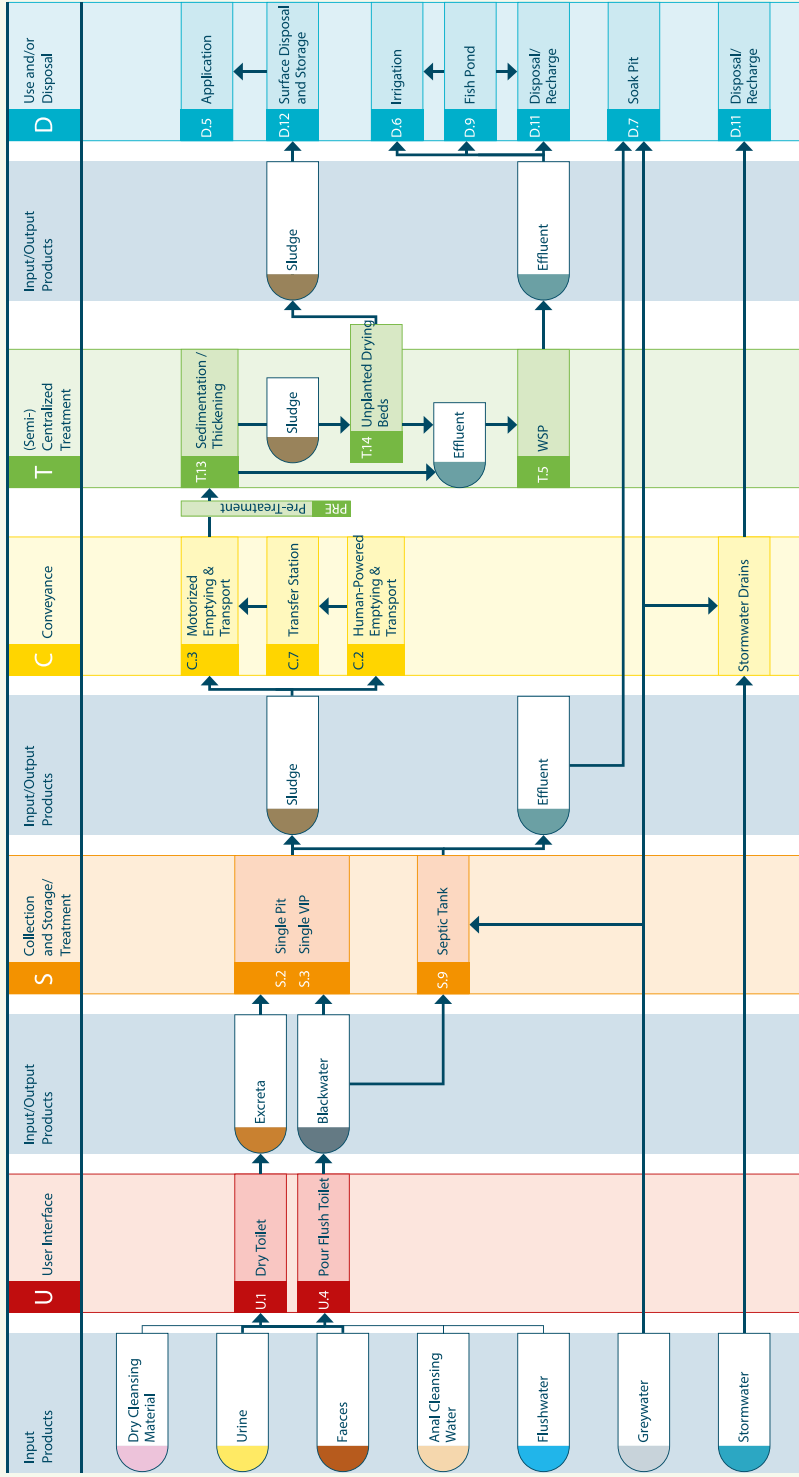 Input
Products
U
User Interface
Input/Output
Products
S
Collection
and Storage/
Treatment
Input/Output
Products
C
Conveyance
T
(Semi-)
Centralized
Treatment
Input/Output
Products
D
Use and/or
Disposal
Dry Cleansing
Material
Urine
Faeces
Anal Cleansing
Water
Flushwater
Greywater
Stormwater
U.1
Dry Toilet
U.4
Pour Flush Toilet
Excreta
Blackwater
S.2
Single Pit
S.3
Single VIP
S.9
Septic Tank
Sludge
Effluent
C.3
Motorized
Emptying &
Transport
C.7
Transfer Station
C.2
Human-Powered
Emptying &
Transport
Stormwater Drains
PRE
Pre-Treatment
T.13
Sedimentation /
Thickening
Sludge
T.14
Unplanted Drying
Beds
Effluent
T.5
WSP
Sludge
Effluent
D.5
Application
D.12
Surface Disposal
and Storage
D.6
Irrigation
D.9
Fish Pond
D.11
Disposal/
Recharge
D.7
Soak Pit
D.11
Disposal/
Recharge